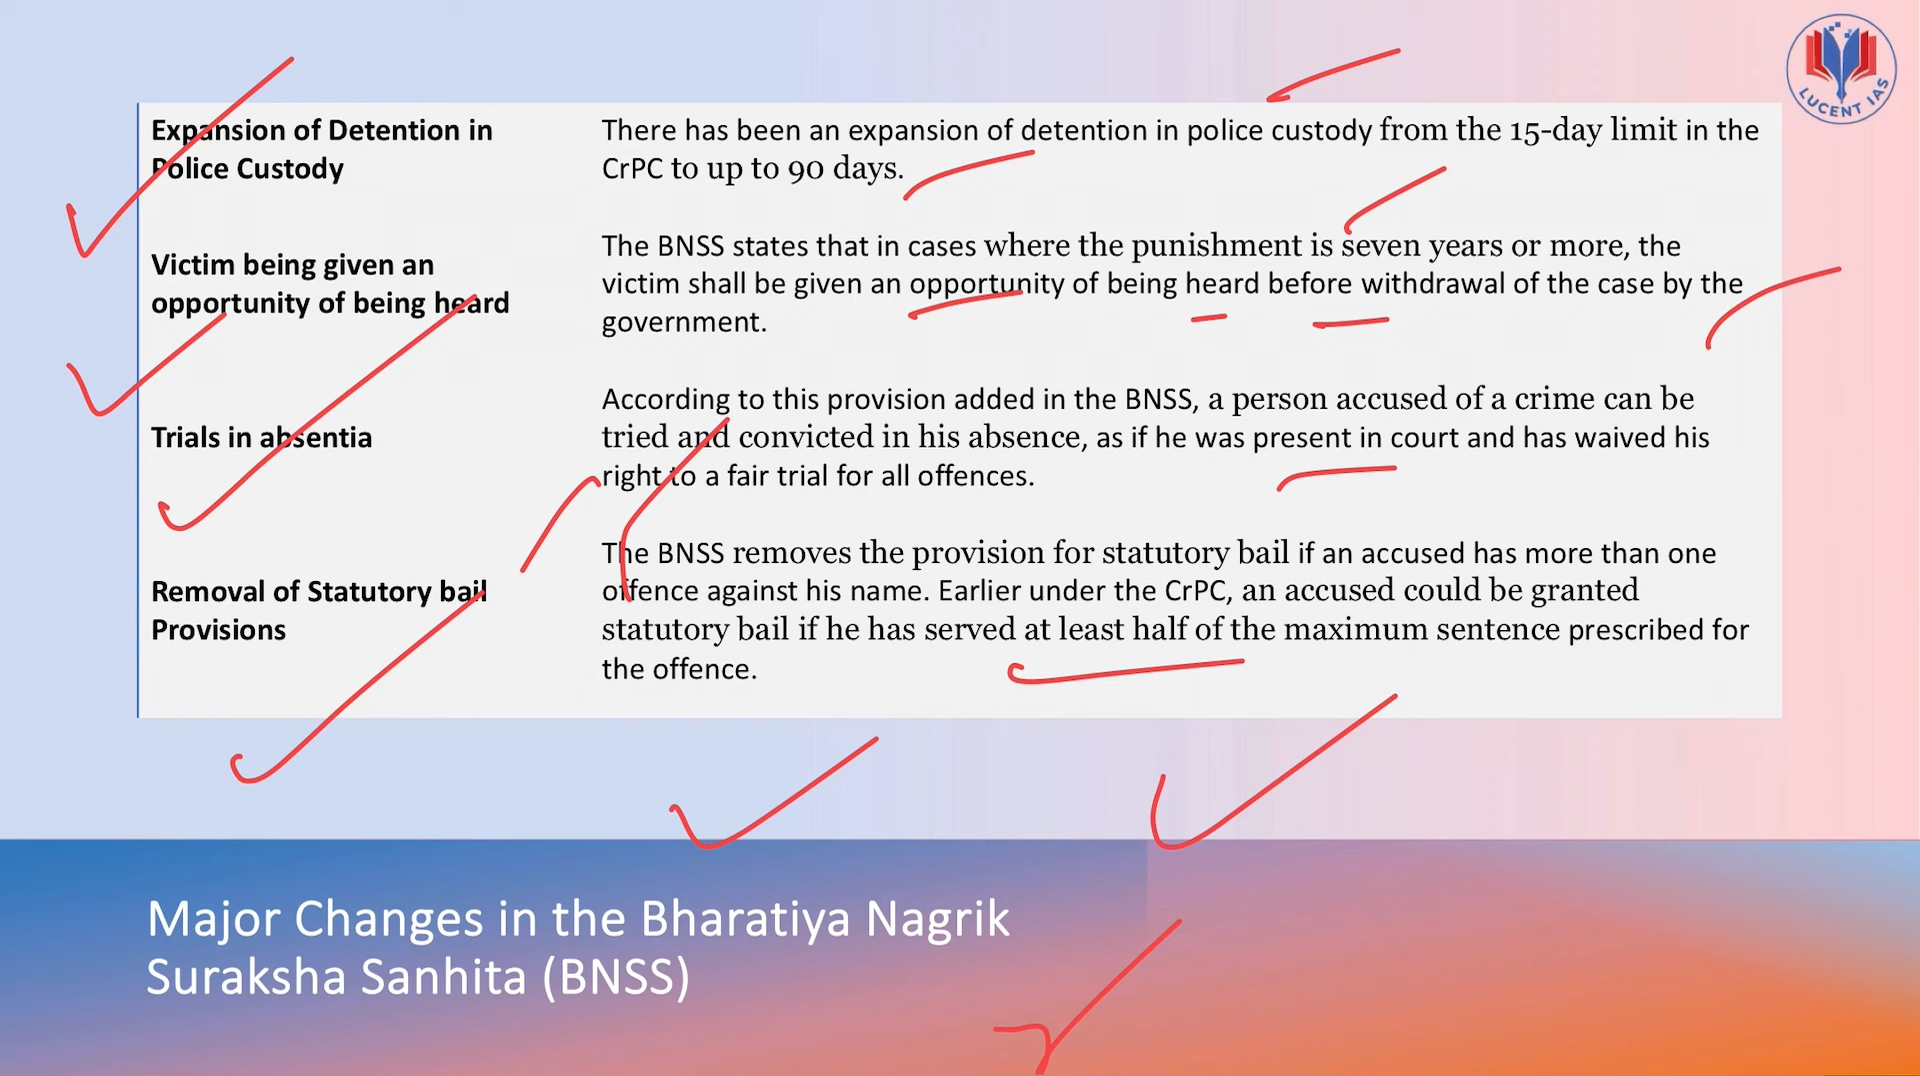 LUCENT IAS
Expansion of Detention in
Police Custody
There has been an expansion of detention in police custody from the 15-day limit in the
CrPC to up to 90 days.
Victim being given an
opportunity of being heard
The BNSS states that in cases where the punishment is seven years or more, the
victim shall be given an opportunity of being heard before withdrawal of the case by the
government.
Trials in absentia
According to this provision added in the BNSS, a person accused of a crime can be
tried and convicted in his absence, as if he was present in court and has waived his
right to a fair trial for all offences.
Removal of Statutory bail
Provisions
The BNSS removes the provision for statutory bail if an accused has more than one
offence against his name. Earlier under the CrPC, an accused could be granted
statutory bail if he has served at least half of the maximum sentence prescribed for
the offence.
Major Changes in the Bharatiya Nagrik
Suraksha Sanhita (BNSS)